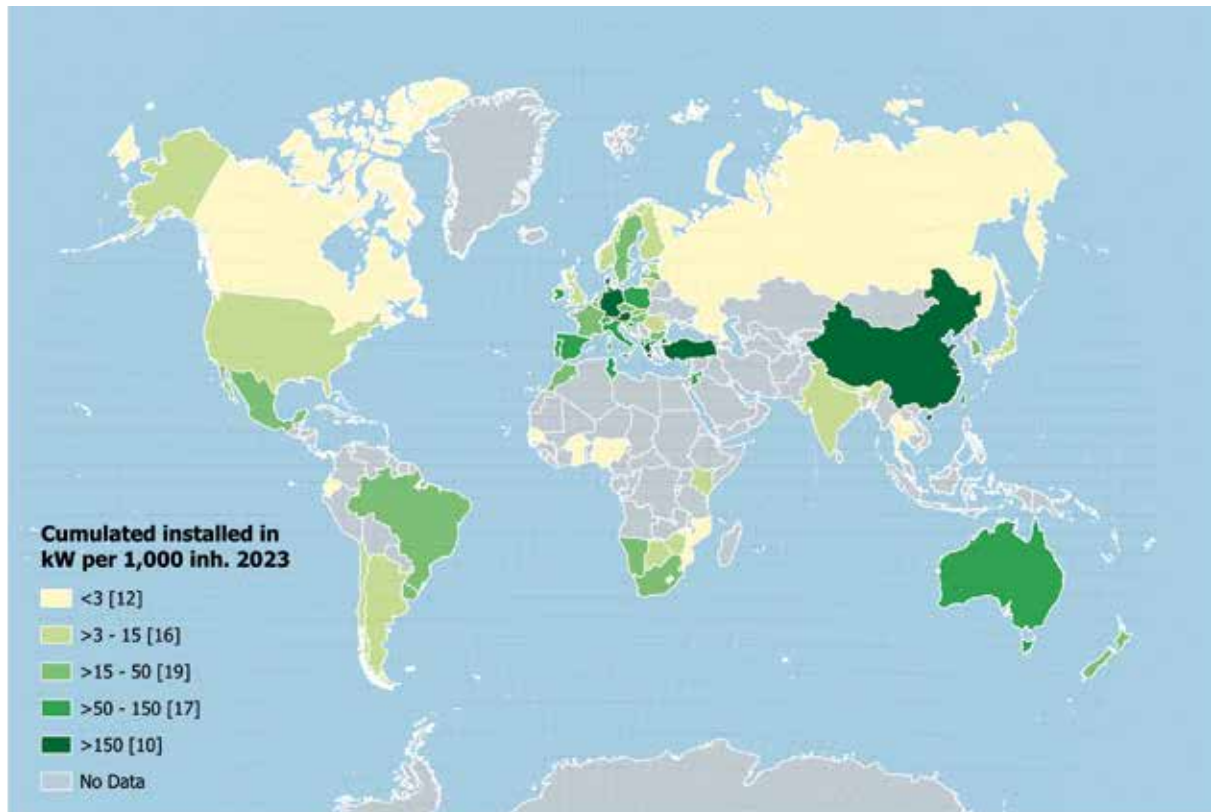 Cumulated installed in
kW per 1,000 inh. 2023
<3 [12]
>3 - 15 [16]
>15 - 50 [19]
>50 - 150 [17]
>150 [10]
No Data